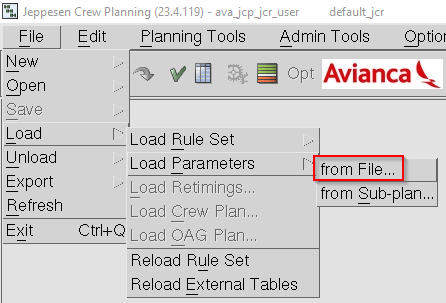 Jeppesen Crew Planning (23.4.119) - ava_jcp_jcr_user default_jcr
File Edit Planning Tools Admin Tools Optio
New
Opt Avianca
Open
Save
Load
Load Rule Set
Unload
Load Parameters
from File...
Export
Load Retimings...
from Sub-plan...
Refresh
Load Crew Plan...
Exit Ctrl+Q
Load OAG Plan...
Reload Rule Set
Reload External Tables